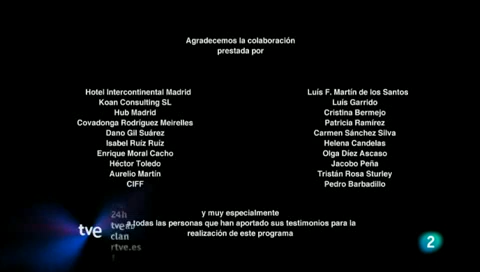 Agradecemos la colaboración
prestada por
Hotel Intercontinental Madrid
Koan Consulting SL
Hub Madrid
Covadonga Rodríguez Meirelles
Dano Gil Suárez
Isabel Ruíz Ruíz
Enrique Moral Cacho
Héctor Toledo
Aurelio Martín
CIFF
Luís F. Martín de los Santos
Luís Garrido
Cristina Bermejo
Patricia Ramírez
Carmen Sánchez Silva
Helena Candelas
Olga Díez Ascaso
Jacobo Peña
Tristán Rosa Sturley
Pedro Barbadillo
y muy especialmente
a todas las personas que han aportado sus testimonios para la
realización de este programa
tve
24h
tve
clan
rtve.es
2